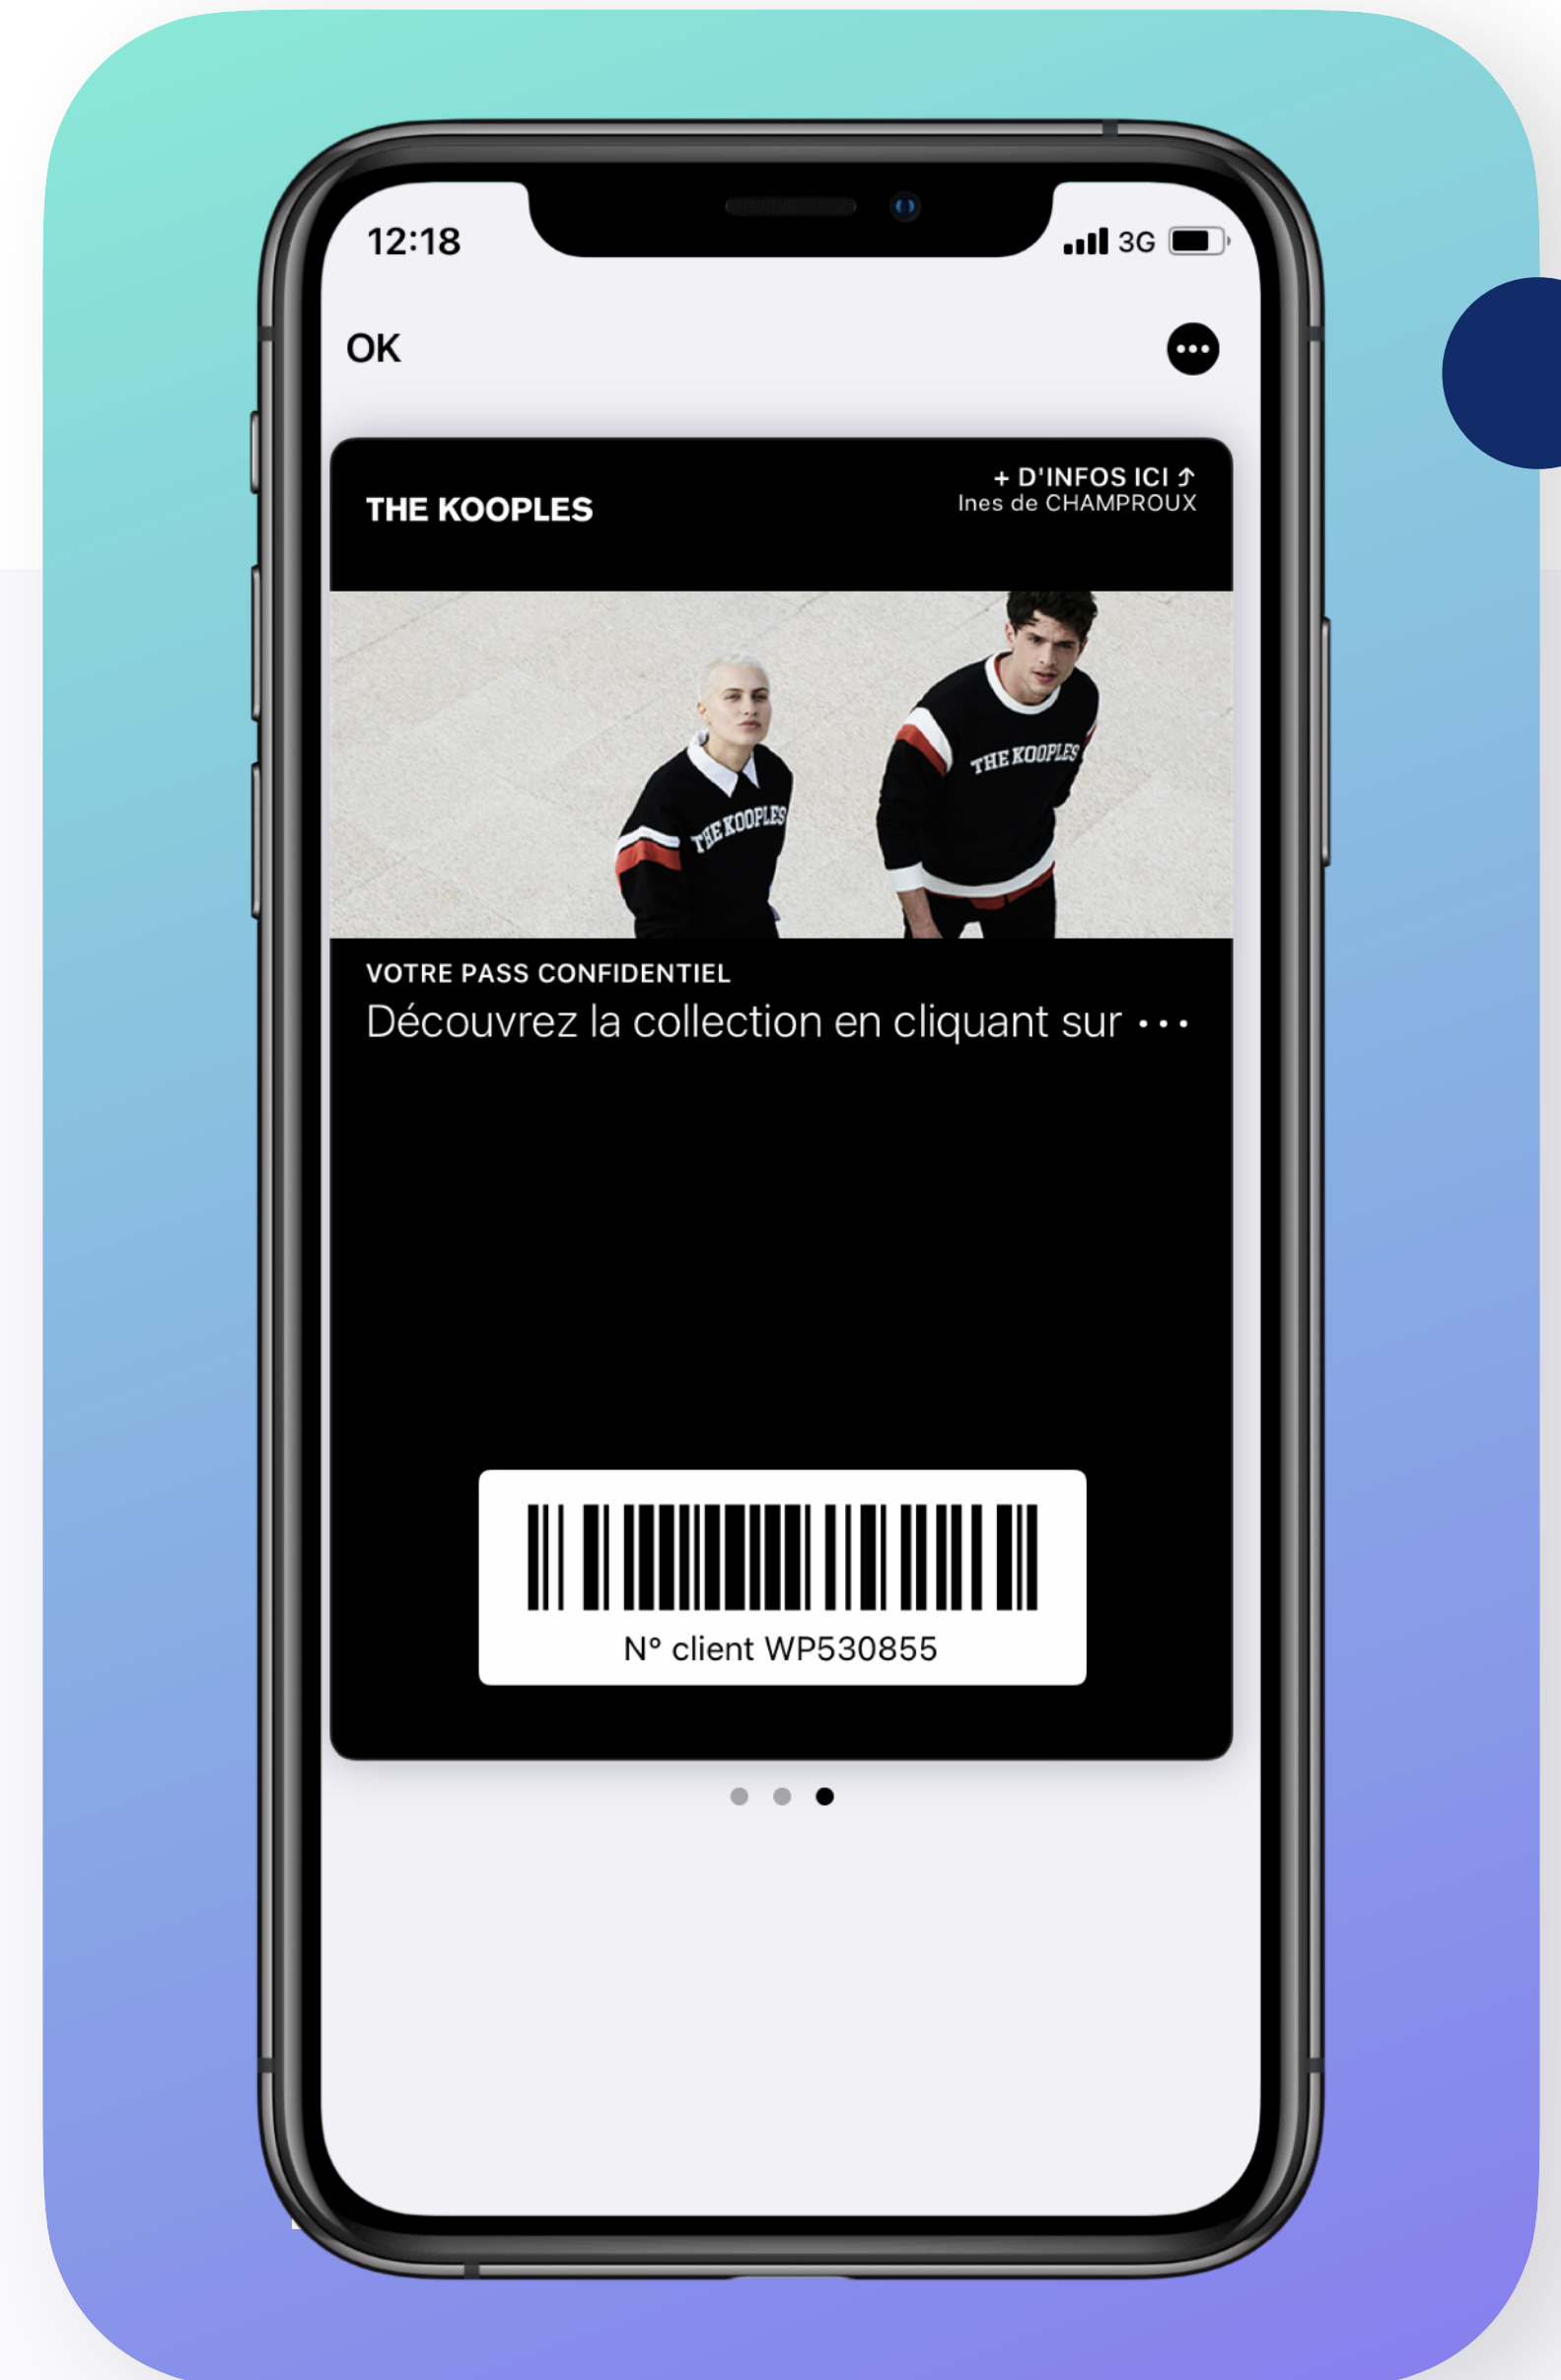 12:18
3G
OK
+ D'INFOS ICI ⤴
THE KOOPLES
Ines de CHAMPROUX
THE KOOPLES
THE KOOPLES
VOTRE PASS CONFIDENTIEL
Découvrez la collection en cliquant sur •••
N° client WP530855